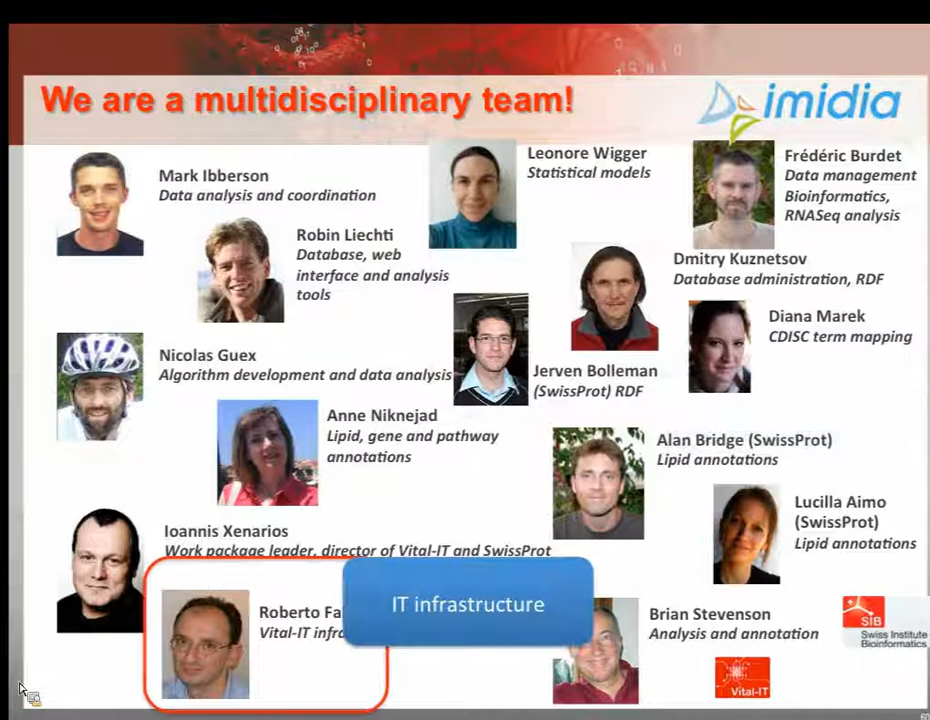 We are a multidisciplinary team!
imidia
Mark Ibberson
Data analysis and coordination
Leonore Wigger
Statistical models
Frédéric Burdet
Data management
Bioinformatics,
RNASeq analysis
Robin Liechti
Database, web
interface and analysis
tools
Dmitry Kuznetsov
Database administration, RDF
Diana Marek
CDISC term mapping
Nicolas Guex
Algorithm development and data analysis
Jerven Bolleman
(SwissProt) RDF
Anne Niknejad
Lipid, gene and pathway
annotations
Alan Bridge (SwissProt)
Lipid annotations
Lucilla Aimo
(SwissProt)
Lipid annotations
Ioannis Xenarios
Work package leader, director of Vital-IT and SwissProt
Roberto
Vital-IT
IT infrastructure
Brian Stevenson
Analysis and annotation
SIB
Swiss Institute
Bioinformatics
Vital-IT